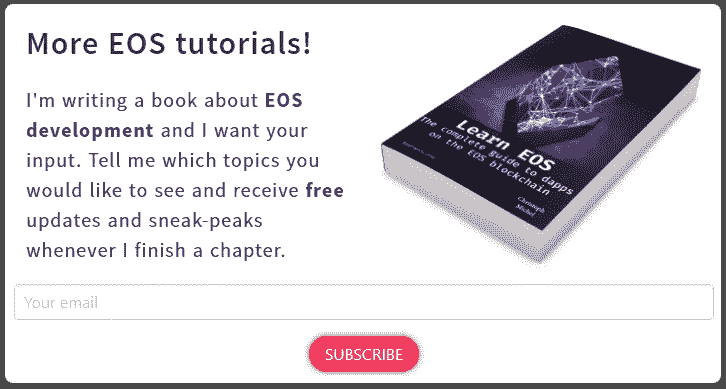 More EOS tutorials!
I'm writing a book about EOS
development and I want your
input. Tell me which topics you
would like to see and receive free
updates and sneak-peaks
whenever I finish a chapter.
Learn EOS
The complete guide to dapps
on the EOS blockchain
Christoph
Michel
Your email
SUBSCRIBE